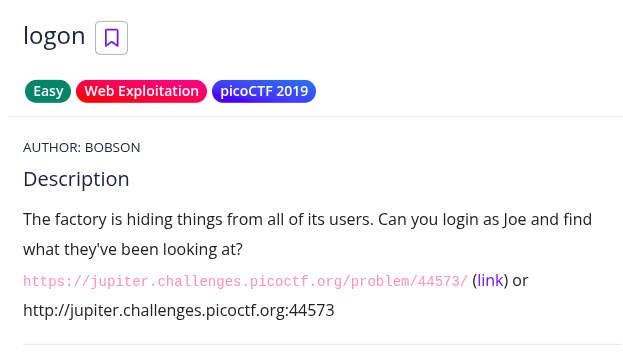 logon
Easy Web Exploitation picoCTF 2019
AUTHOR: BOBSON
Description
The factory is hiding things from all of its users. Can you login as Joe and find
what they've been looking at?
https://jupiter.challenges.picoctf.org/problem/44573/ (link) or
http://jupiter.challenges.picoctf.org:44573